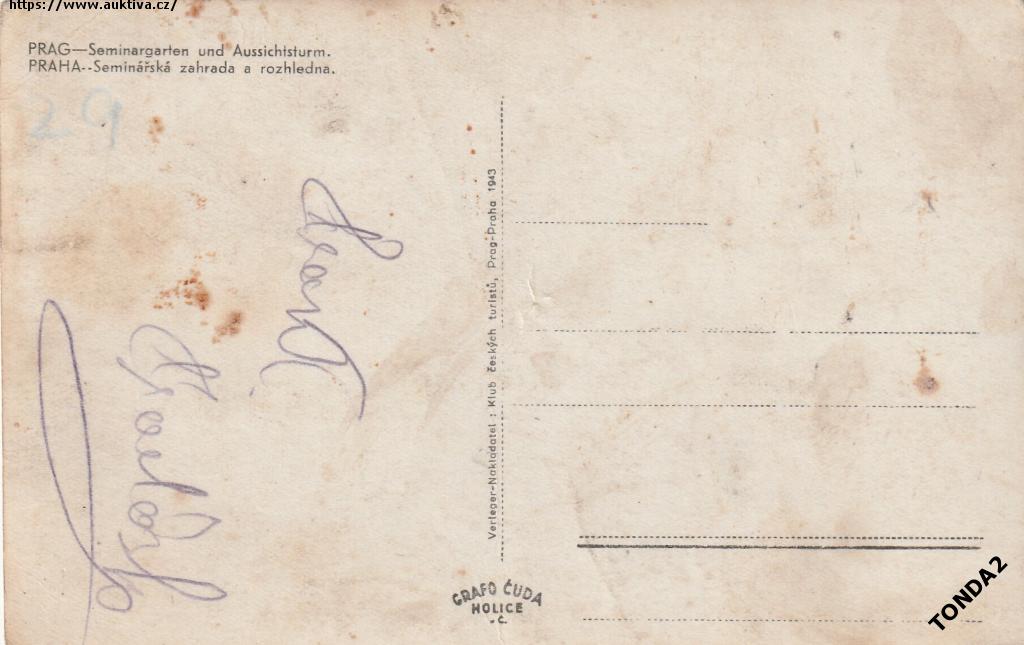 https://www.auktiva.cz/
PRAG—Seminargarten und Aussichtsturm.
PRAHA--Seminářská zahrada a rozhledna.
29
Verleger-Nakladatel : Klub českých turistů, Prag-Praha 1943
GRAFO ČUDA
HOLICE
-č.
TONDA2